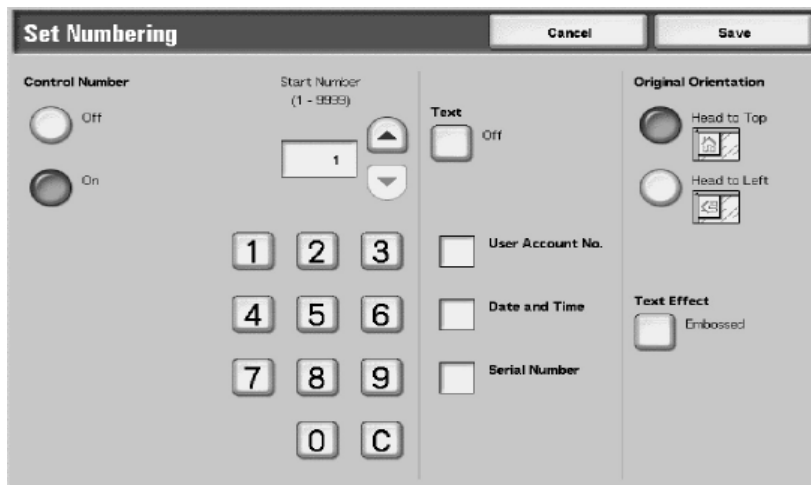 Set Numbering
Cancel
Save
Control Number
Off
On
Start Number
(1 - 9999)
1
1 2 3
4 5 6
7 8 9
0 C
Text
Off
User Account No.
Date and Time
Serial Number
Original Orientation
Head to Top
Head to Left
Text Effect
Embossed